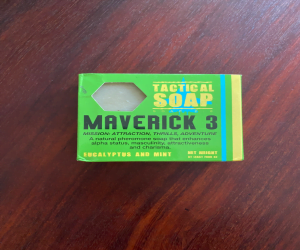 TACTICAL
SOAP
MAVERICK 3
MISSION: ATTRACTION, THRILLS, ADVENTURE
A natural pheromone soap that enhances
alpha status, masculinity, attractiveness
and charisma.
EUCALYPTUS AND MINT
NET WEIGHT